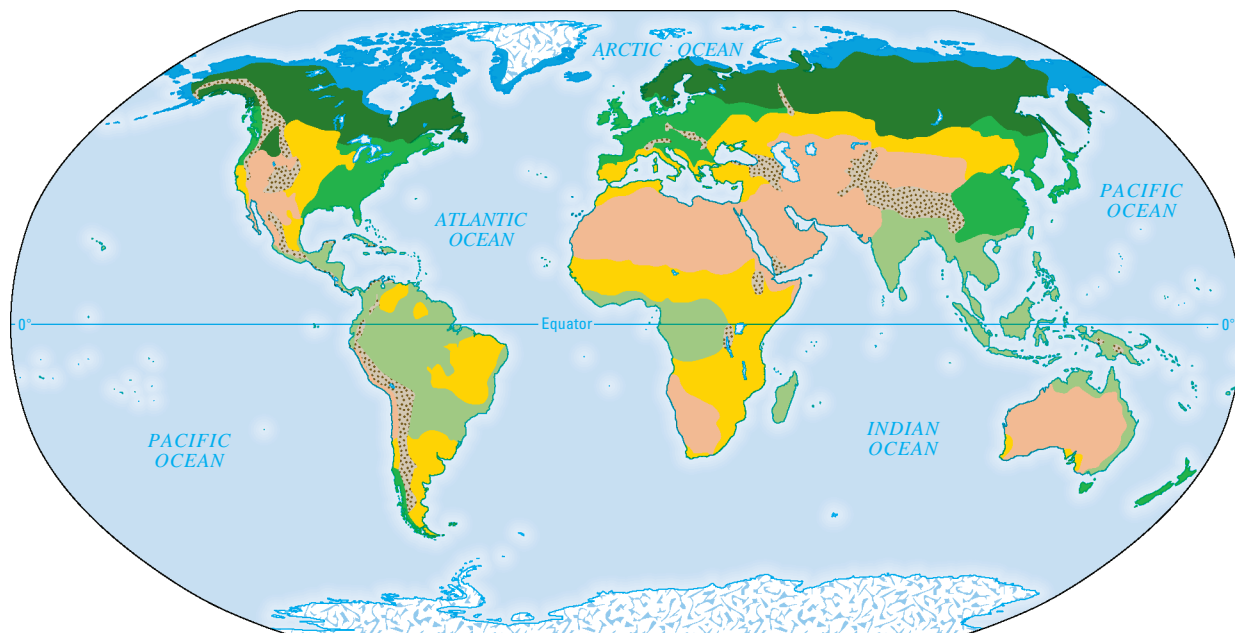 ARCTIC OCEAN
PACIFIC
OCEAN
ATLANTIC
OCEAN
0°
Equator
0°
INDIAN
OCEAN
PACIFIC
OCEAN